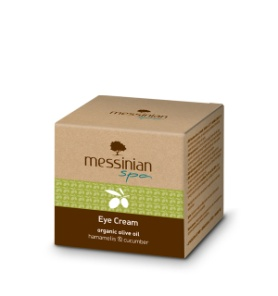 messinian
spa
Eye Cream
organic olive oil
hamamelis & cucumber